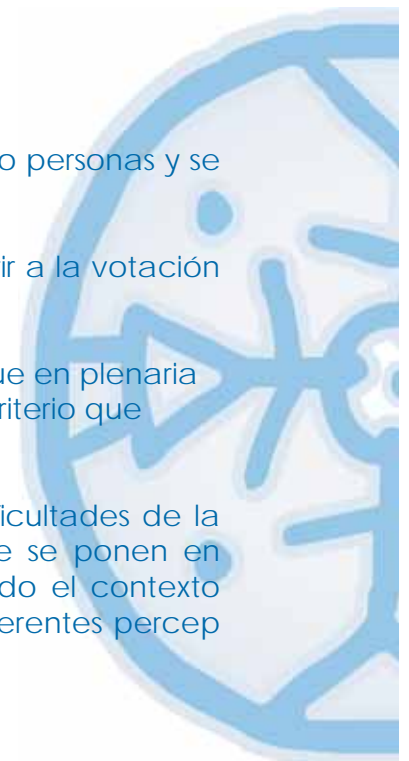 o personas y se
ir a la votación
ue en plenaria
riterio que
ficultades de la
e se ponen en
do el contexto
erentes percep